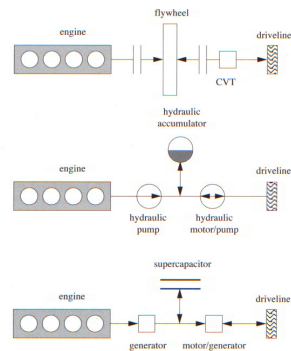 flywheel
engine
driveline
CVT
hydraulic
accumulator
engine
driveline
hydraulic
pump
hydraulic
motor/pump
supercapacitor
engine
driveline
generator
motor/generator